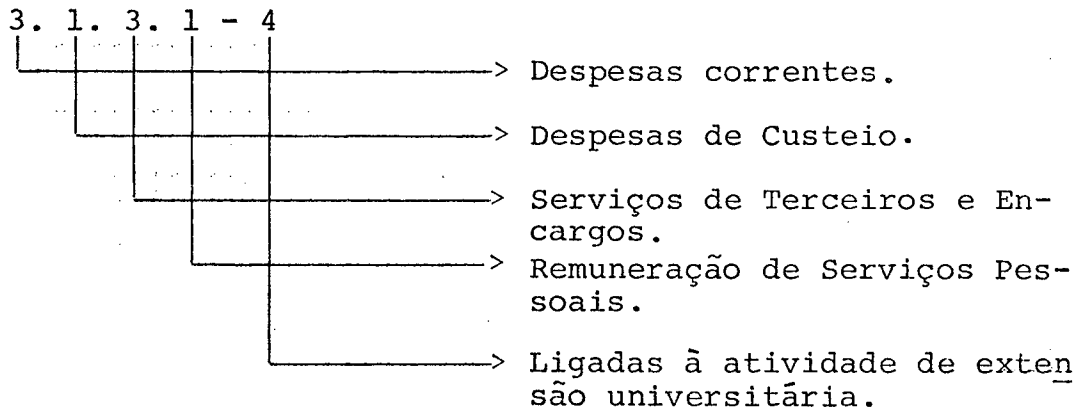 3. 1. 3. 1 - 4
Despesas correntes.
Despesas de Custeio.
Serviços de Terceiros e En-
cargos.
Remuneração de Serviços Pes-
soais.
Ligadas à atividade de exten
são universitária.